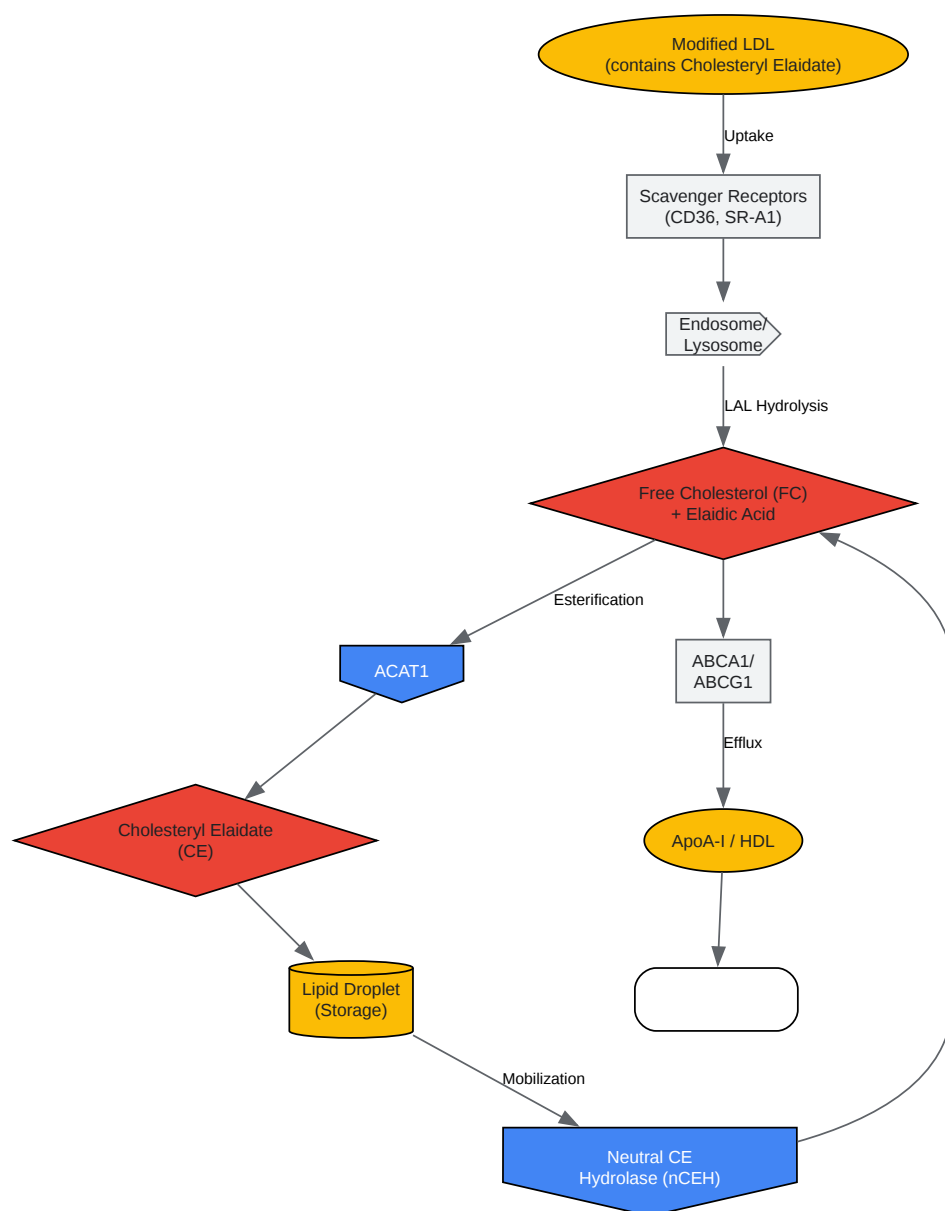 Modified LDL
(contains Cholesteryl Elaidate)
Uptake
Scavenger Receptors
(CD36, SR-A1)
Endosome/
Lysosome
LAL Hydrolysis
Free Cholesterol (FC)
+ Elaidic Acid
Esterification
ACAT1
ABCA1/
ABCG1
Efflux
Cholesteryl Elaidate
(CE)
ApoA-I / HDL
Lipid Droplet
(Storage)
Mobilization
Neutral CE
Hydrolase (nCEH)